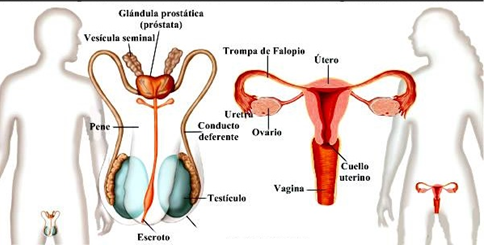 Glándula prostática
(próstata)
Vesícula seminal
Pene
Conducto
deferente
Testículo
Escroto
Trompa de Falopio
Útero
Uretra
Ovario
Cuello
uterino
Vagina